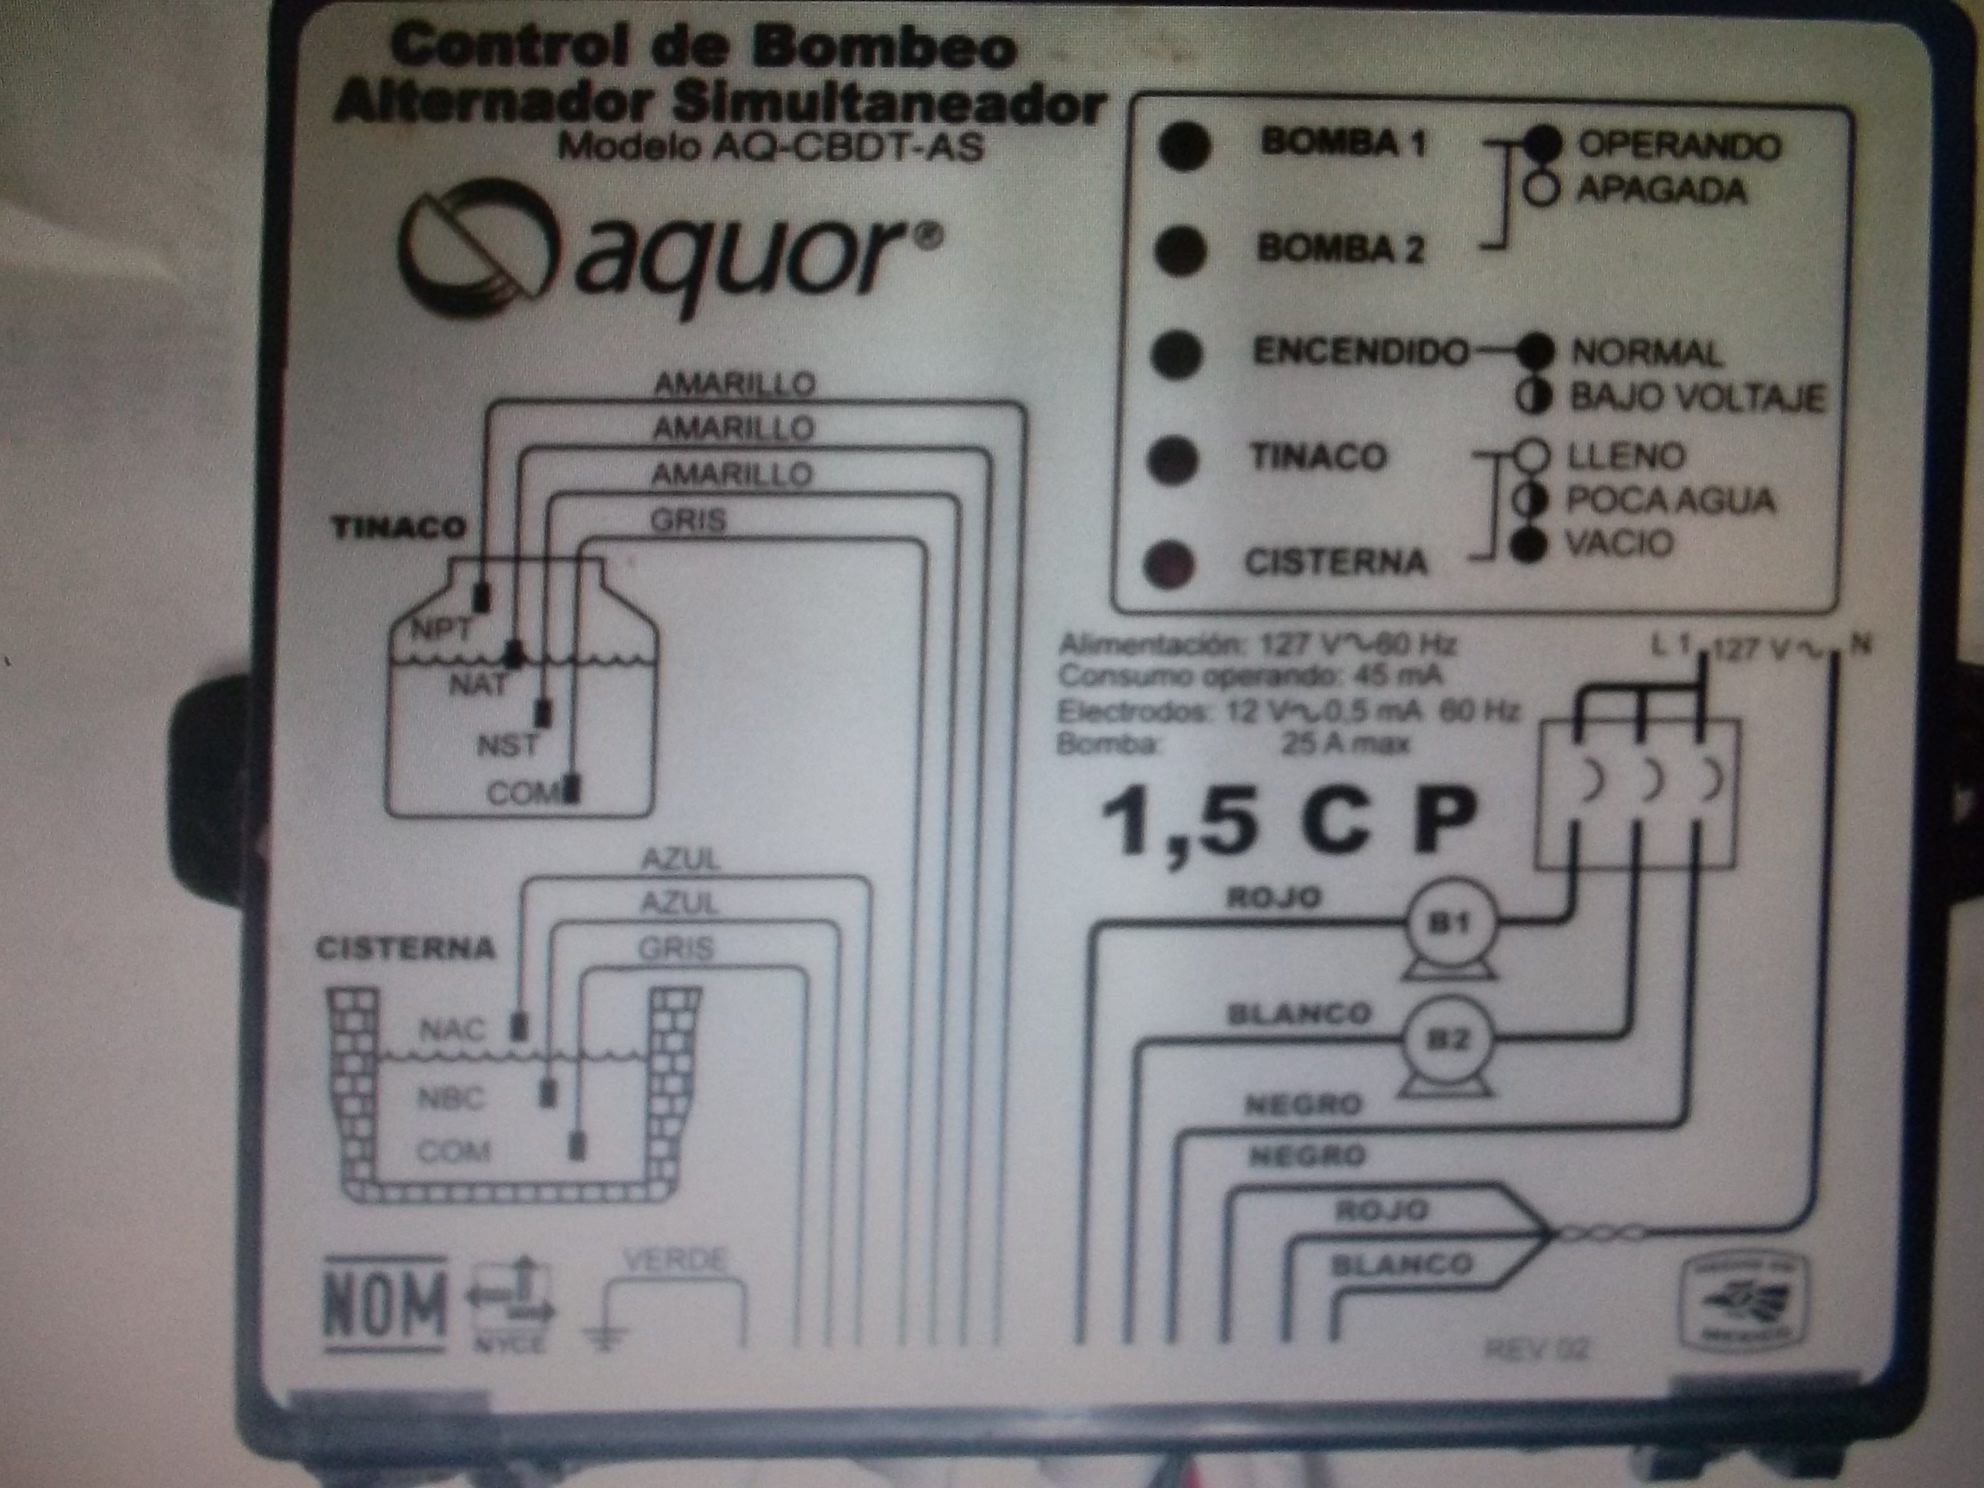 Control de Bombeo
Alternador Simultaneador
Modelo AQ-CBDT-AS
aquor®
BOMBA 1
OPERANDO
APAGADA
BOMBA 2
ENCENDIDO
NORMAL
BAJO VOLTAJE
TINACO
LLENO
POCA AGUA
VACIO
CISTERNA
AMARILLO
AMARILLO
AMARILLO
GRIS
TINACO
NPT
NAT
NST
COM
Alimentación: 127 V~60 Hz
Consumo operando: 45 mA
Electrodos: 12 V~0,5 mA 60 Hz
Bomba: 25 A max
L 1 127 V~ N
1,5 C P
AZUL
AZUL
GRIS
CISTERNA
NAC
NBC
COM
ROJO
B1
BLANCO
B2
NEGRO
NEGRO
ROJO
BLANCO
VERDE
NOM
NYCE
REV 02
HECHO EN
MEXICO